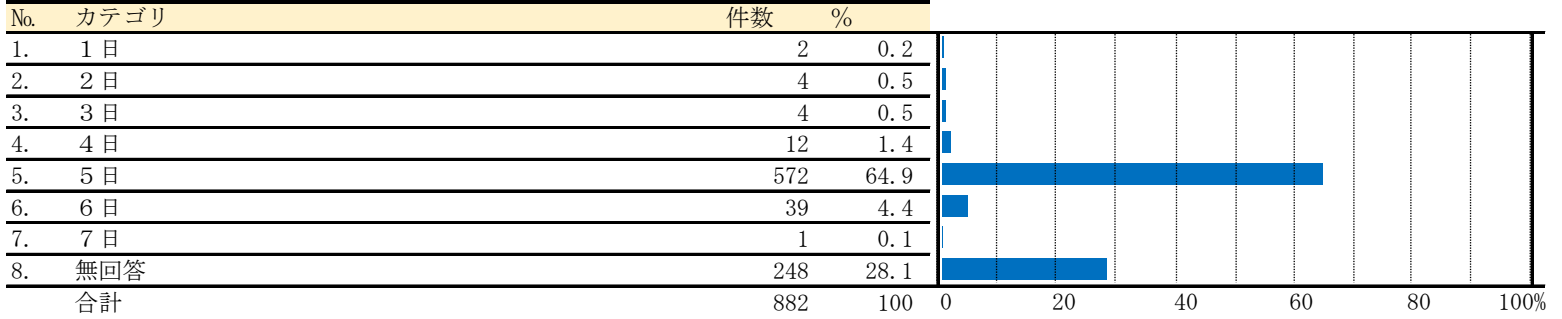 № カテゴリ 件数 %
1. １日 2 0.2
2. ２日 4 0.5
3. ３日 4 0.5
4. ４日 12 1.4
5. ５日 572 64.9
6. ６日 39 4.4
7. ７日 1 0.1
8. 無回答 248 28.1
合計 882 100 0 20 40 60 80 100%